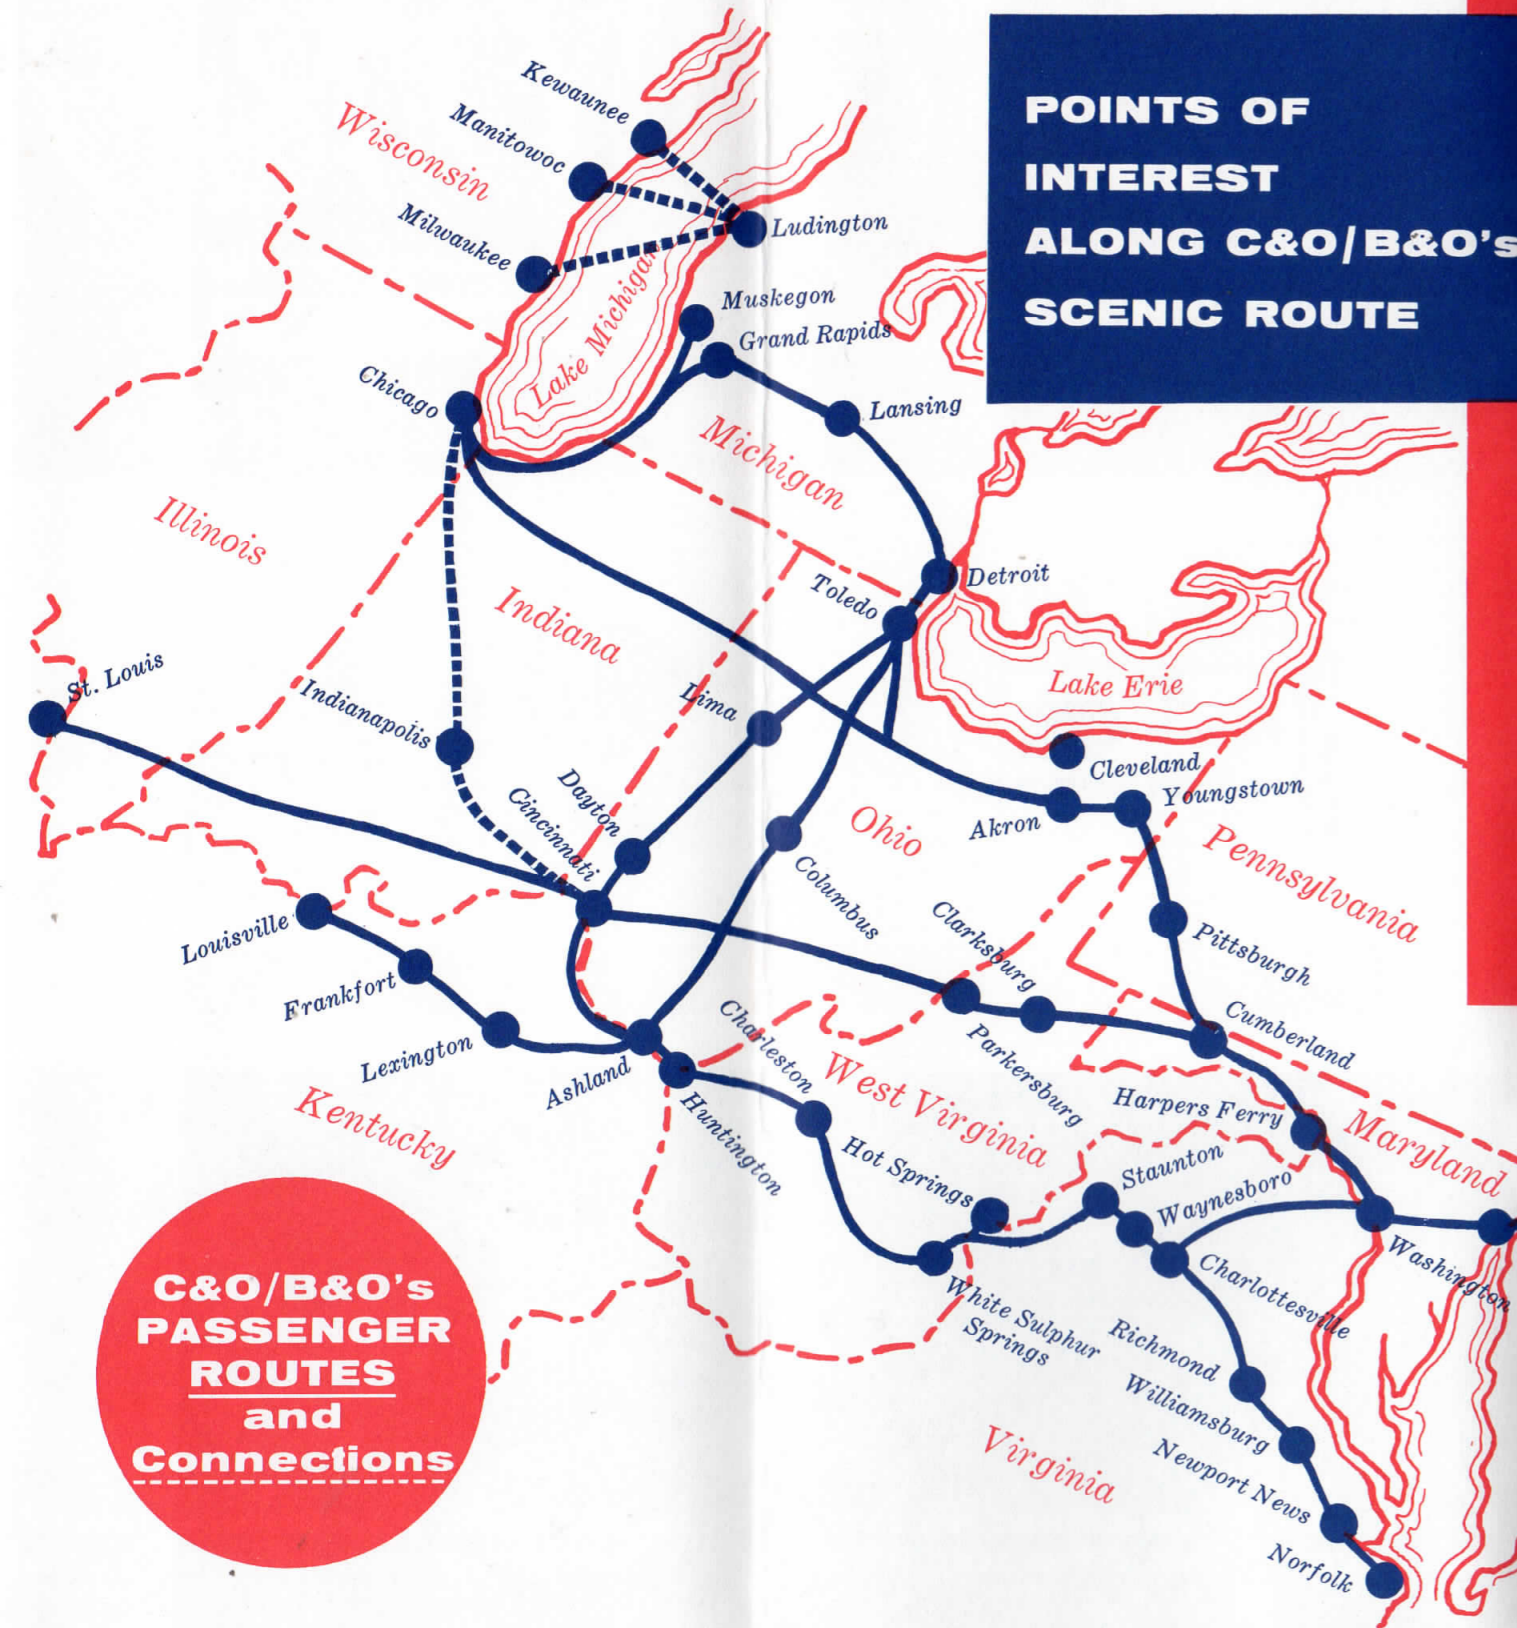 POINTS OF
INTEREST
ALONG C&O/B&O's
SCENIC ROUTE
Kewaunee
Manitowoc
Wisconsin
Milwaukee
Ludington
Lake Michigan
Muskegon
Grand Rapids
Chicago
Lansing
Michigan
Illinois
Detroit
Toledo
Indiana
St. Louis
Lake Erie
Indianapolis
Lima
Cleveland
Youngstown
Dayton
Cincinnati
Akron
Ohio
Pennsylvania
Columbus
Louisville
Clarksburg
Pittsburgh
Frankfort
Lexington
Charleston
Parkersburg
Cumberland
Ashland
Kentucky
Huntington
West Virginia
Harpers Ferry
Maryland
Hot Springs
Staunton
Waynesboro
Washington
Charlottesville
White Sulphur
Springs
Richmond
Williamsburg
Virginia
Newport News
Norfolk
C&O/B&O's
PASSENGER
ROUTES
and
Connections